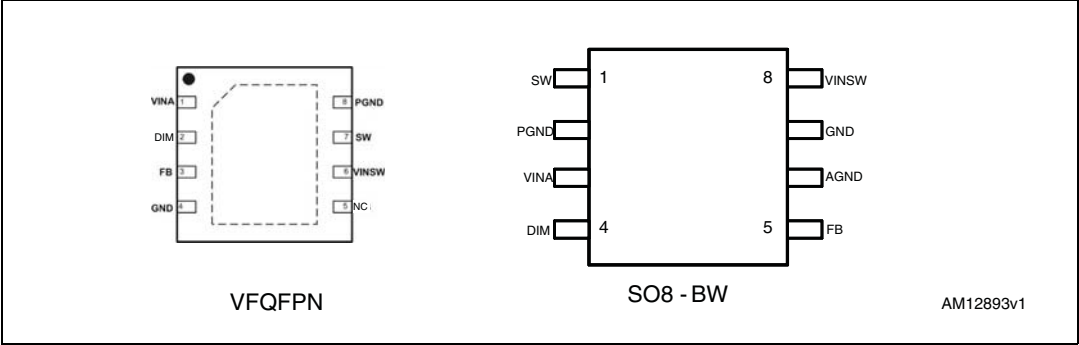 VINA 1 8 PGND
DIM 2 7 SW
FB 3 6 VINSW
GND 4 5 NC
VFQFPN
SW 1 8 VINSW
PGND GND
VINA AGND
DIM 4 5 FB
SO8 - BW
AM12893v1